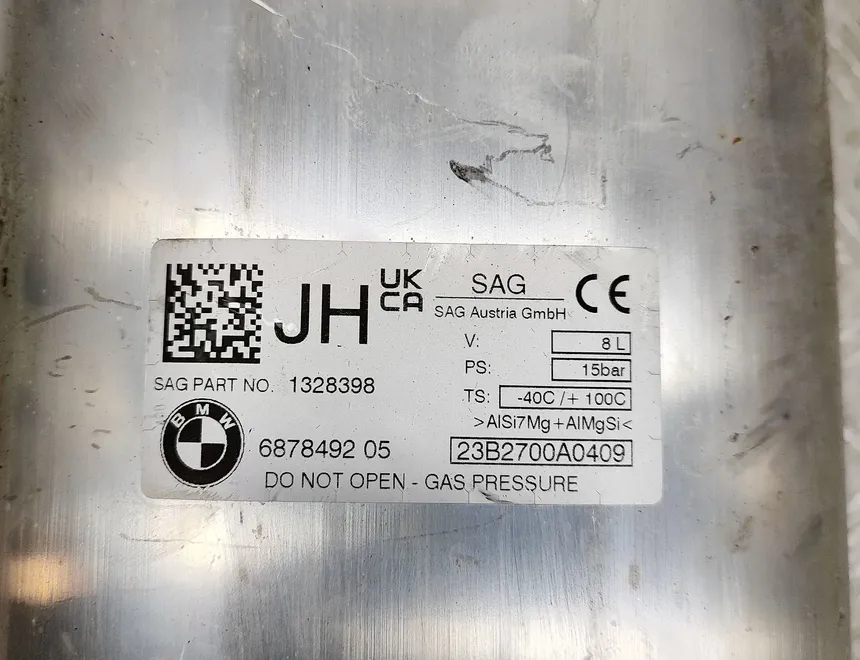 JH
UK
CA
SAG
CE
SAG Austria GmbH
V: 8 L
PS: 15bar
TS: -40C / + 100C
SAG PART NO. 1328398
>AlSi7Mg+AlMgSi<
BMW
6878492 05
23B2700A0409
DO NOT OPEN - GAS PRESSURE